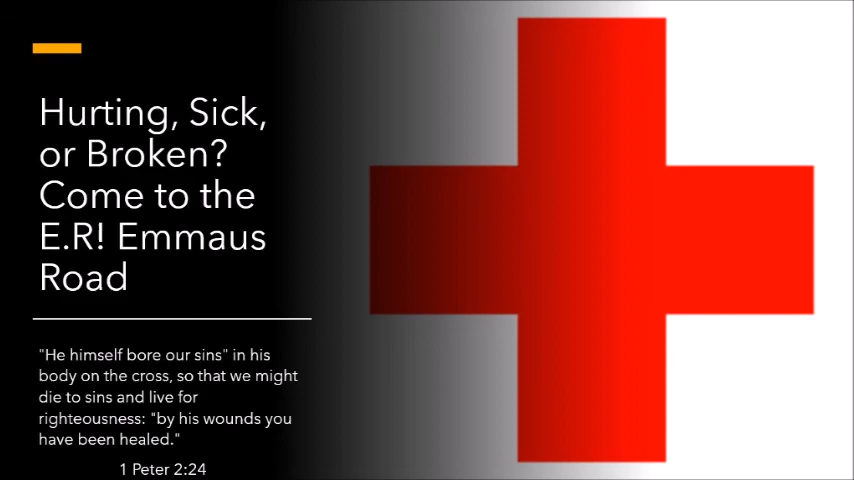 Hurting, Sick,
or Broken?
Come to the
E.R! Emmaus
Road
"He himself bore our sins" in his
body on the cross, so that we might
die to sins and live for
righteousness: "by his wounds you
have been healed."
1 Peter 2:24